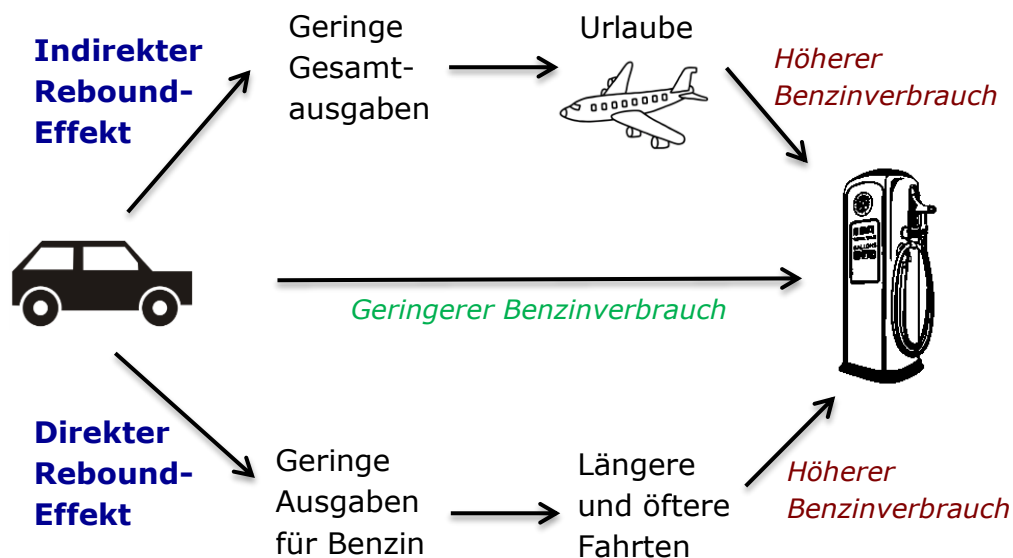 Indirekter
Rebound-
Effekt
Geringe
Gesamt-
ausgaben
Urlaube
Höherer
Benzinverbrauch
Geringerer Benzinverbrauch
Direkter
Rebound-
Effekt
Geringe
Ausgaben
für Benzin
Längere
und öftere
Fahrten
Höherer
Benzinverbrauch